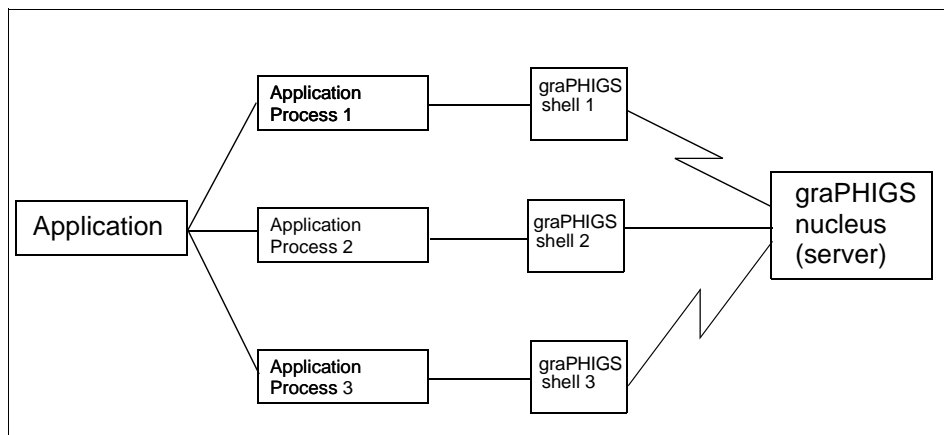 Application
Process 1
graPHIGS
shell 1
Application
Application
Process 2
graPHIGS
shell 2
graPHIGS
nucleus
(server)
Application
Process 3
graPHIGS
shell 3